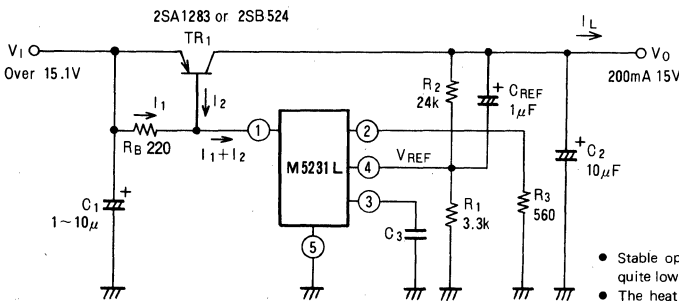 2SA1283 or 2SB524
TR1
IL
VI
VO
Over 15.1V
200mA 15V
I1
I2
RB 220
I1+I2
1
M5231L
2
4
VREF
3
5
R2
24k
CREF
1μF
C2
10μF
R1
3.3k
R3
560
C1
1~10μ
C3
+
+
+
• Stable op
quite low
• The heat